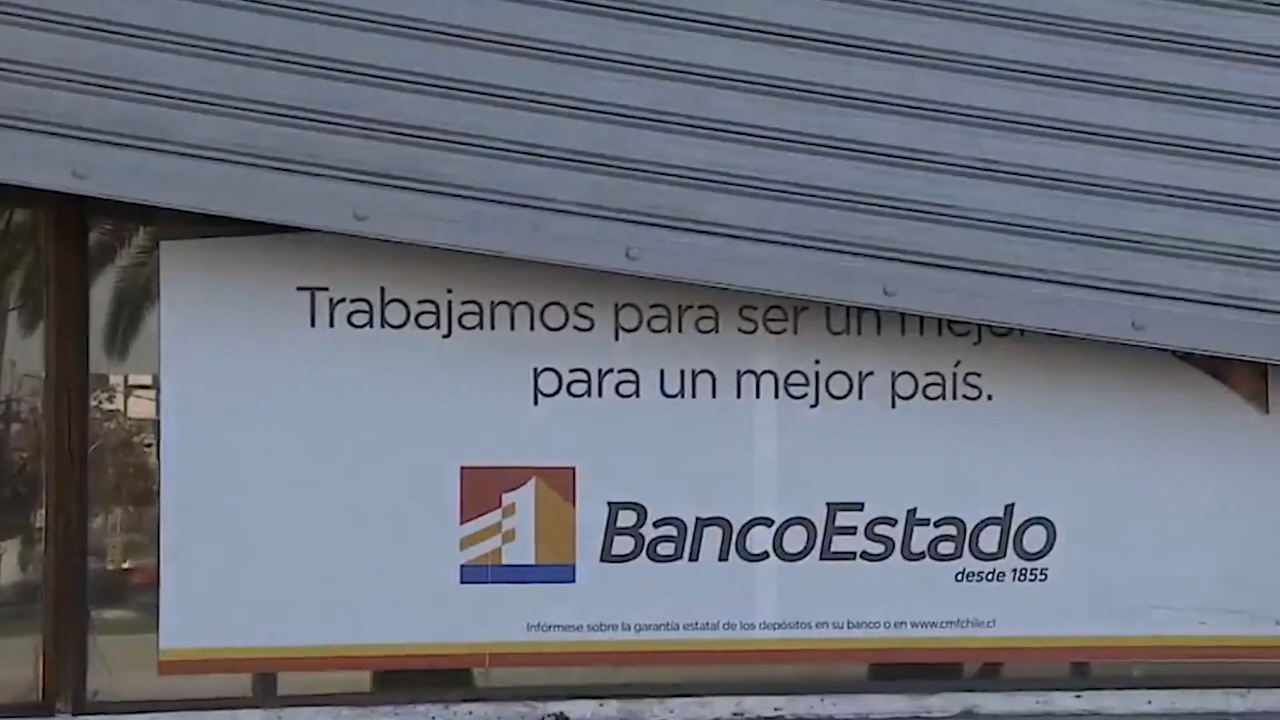 Trabajamos para ser un mejor
para un mejor país.
BancoEstado
desde 1855
Infórmese sobre la garantía estatal de los depósitos en su banco o en www.cmfchile.cl